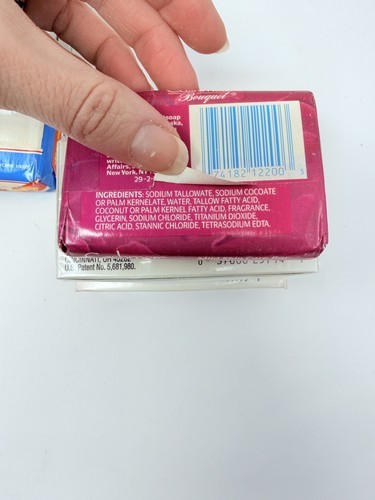 Bouquet®
soap
Affairs,
New York, N
29-2
74182 12200 3
INGREDIENTS: SODIUM TALLOWATE, SODIUM COCOATE
OR PALM KERNELATE, WATER, TALLOW FATTY ACID,
COCONUT OR PALM KERNEL FATTY ACID, FRAGRANCE,
GLYCERIN, SODIUM CHLORIDE, TITANIUM DIOXIDE,
CITRIC ACID, STANNIC CHLORIDE, TETRASODIUM EDTA.
CINCINNATI, OH 45202
U.S. Patent No. 5,681,980.